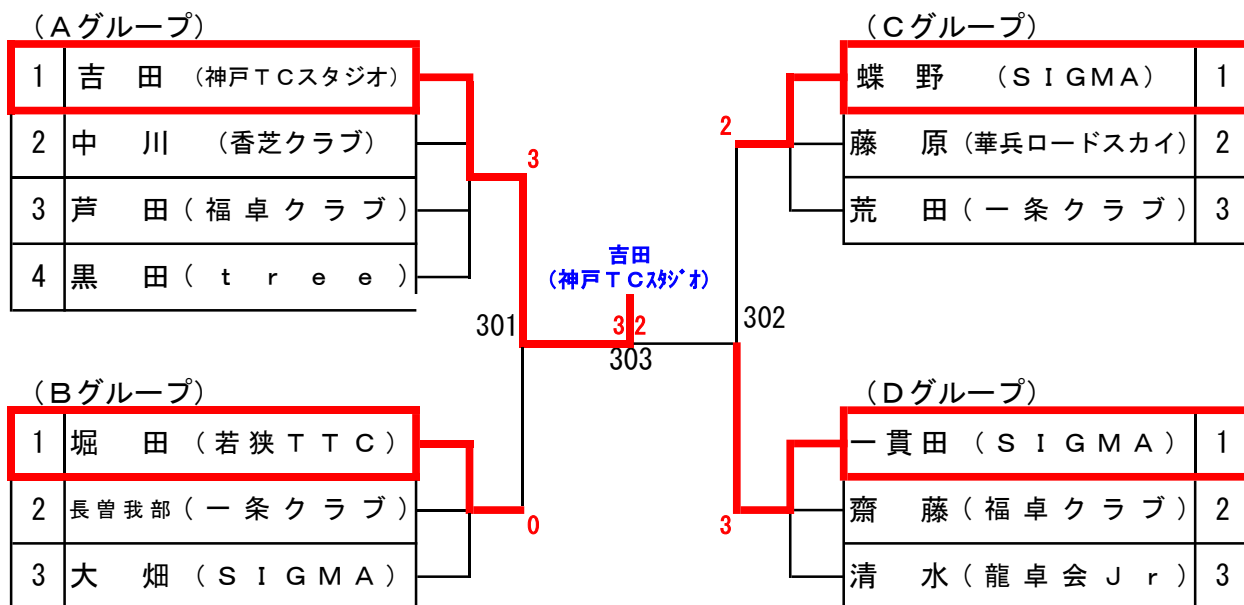 (Aグループ)
1 吉田 (神戸TCスタジオ)
2 中川 (香芝クラブ)
3 芦田 (福卓クラブ)
4 黒田 (tree)
(Bグループ)
1 堀田 (若狭TTC)
2 長曽我部 (一条クラブ)
3 大畑 (SIGMA)
3
301
0
吉田
(神戸TCスタジオ)
3 2
303
2
302
3
(Cグループ)
蝶野 (SIGMA) 1
藤原 (華兵ロードスカイ) 2
荒田 (一条クラブ) 3
(Dグループ)
一貫田 (SIGMA) 1
齋藤 (福卓クラブ) 2
清水 (龍卓会Jr) 3